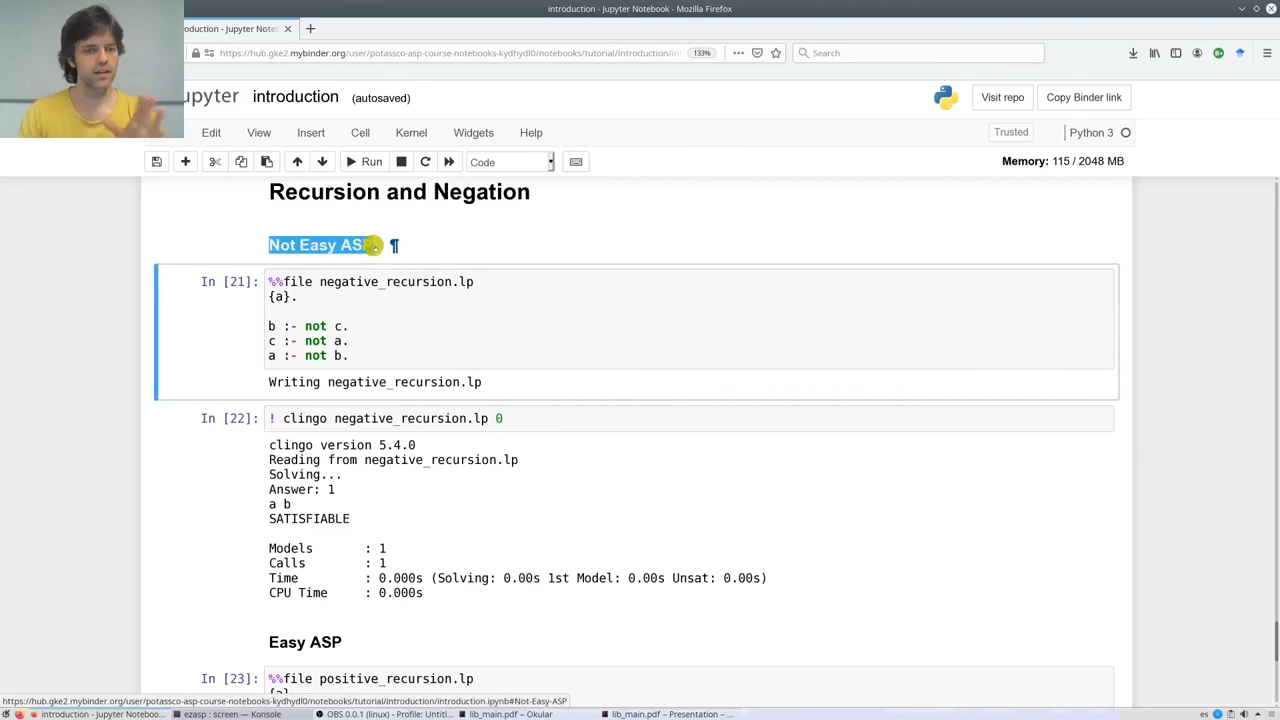 introduction - Jupyter Notebook - Mozilla Firefox
oduction - Jupyter Note
https://hub.gke2.mybinder.org/user/potassco-asp-course-notebooks-kydhydl0/notebooks/tutorial/introduction/in
133%
Search
upyter introduction (autosaved)
Visit repo
Copy Binder link
Edit View Insert Cell Kernel Widgets Help
Trusted
Python 3
Run
Code
Memory: 115 / 2048 MB
Recursion and Negation
Not Easy ASP ¶
In [21]: %%file negative_recursion.lp
{a}.
b :- not c.
c :- not a.
a :- not b.
Writing negative_recursion.lp
In [22]: ! clingo negative_recursion.lp 0
clingo version 5.4.0
Reading from negative_recursion.lp
Solving...
Answer: 1
a b
SATISFIABLE
Models : 1
Calls : 1
Time : 0.000s (Solving: 0.00s 1st Model: 0.00s Unsat: 0.00s)
CPU Time : 0.000s
Easy ASP
In [23]: %%file positive_recursion.lp
{a}.
https://hub.gke2.mybinder.org/user/potassco-asp-course-notebooks-kydhydl0/notebooks/tutorial/introduction/introduction.ipynb#Not-Easy-ASP
introduction - Jupyter Noteboo...
ezasp : screen — Konsole
OBS 0.0.1 (linux) - Profile: Untitl...
lib_main.pdf – Okular
lib_main.pdf – Presentation – ...
es